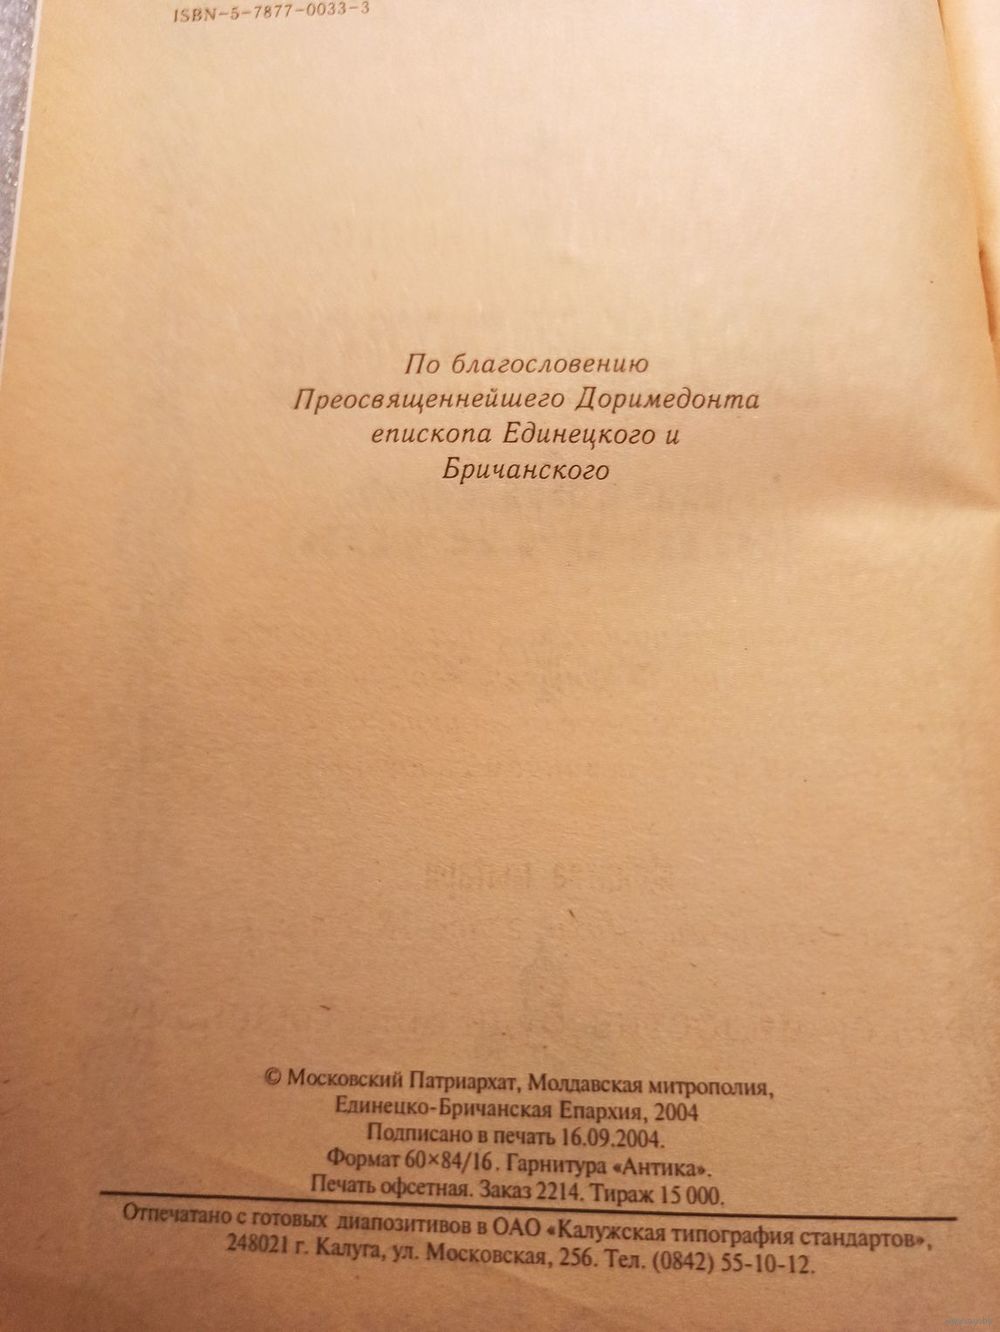 ISBN-5-7877-0033-3
По благословению
Преосвященнейшего Доримедонта
епископа Единецкого и
Бричанского
© Московский Патриархат, Молдавская митрополия,
Единецко-Бричанская Епархия, 2004
Подписано в печать 16.09.2004.
Формат 60×84/16. Гарнитура «Антика».
Печать офсетная. Заказ 2214. Тираж 15 000.
Отпечатано с готовых диапозитивов в ОАО «Калужская типография стандартов»,
248021 г. Калуга, ул. Московская, 256. Тел. (0842) 55-10-12.